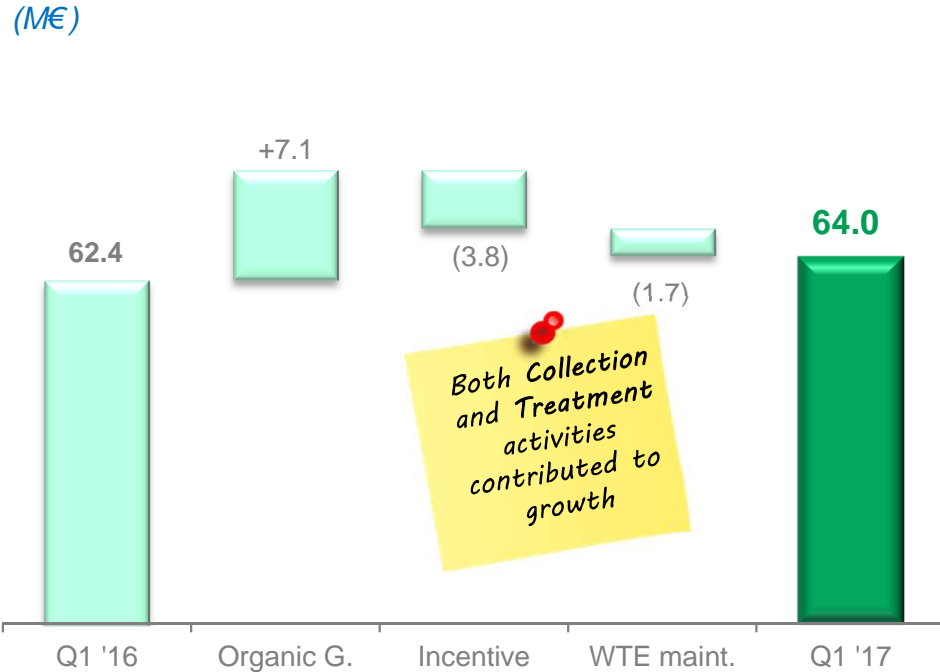 (M€)
+7.1
62.4
(3.8)
(1.7)
64.0
Both Collection
and Treatment
activities
contributed to
growth
Q1 '16
Organic G.
Incentive
WTE maint.
Q1 '17